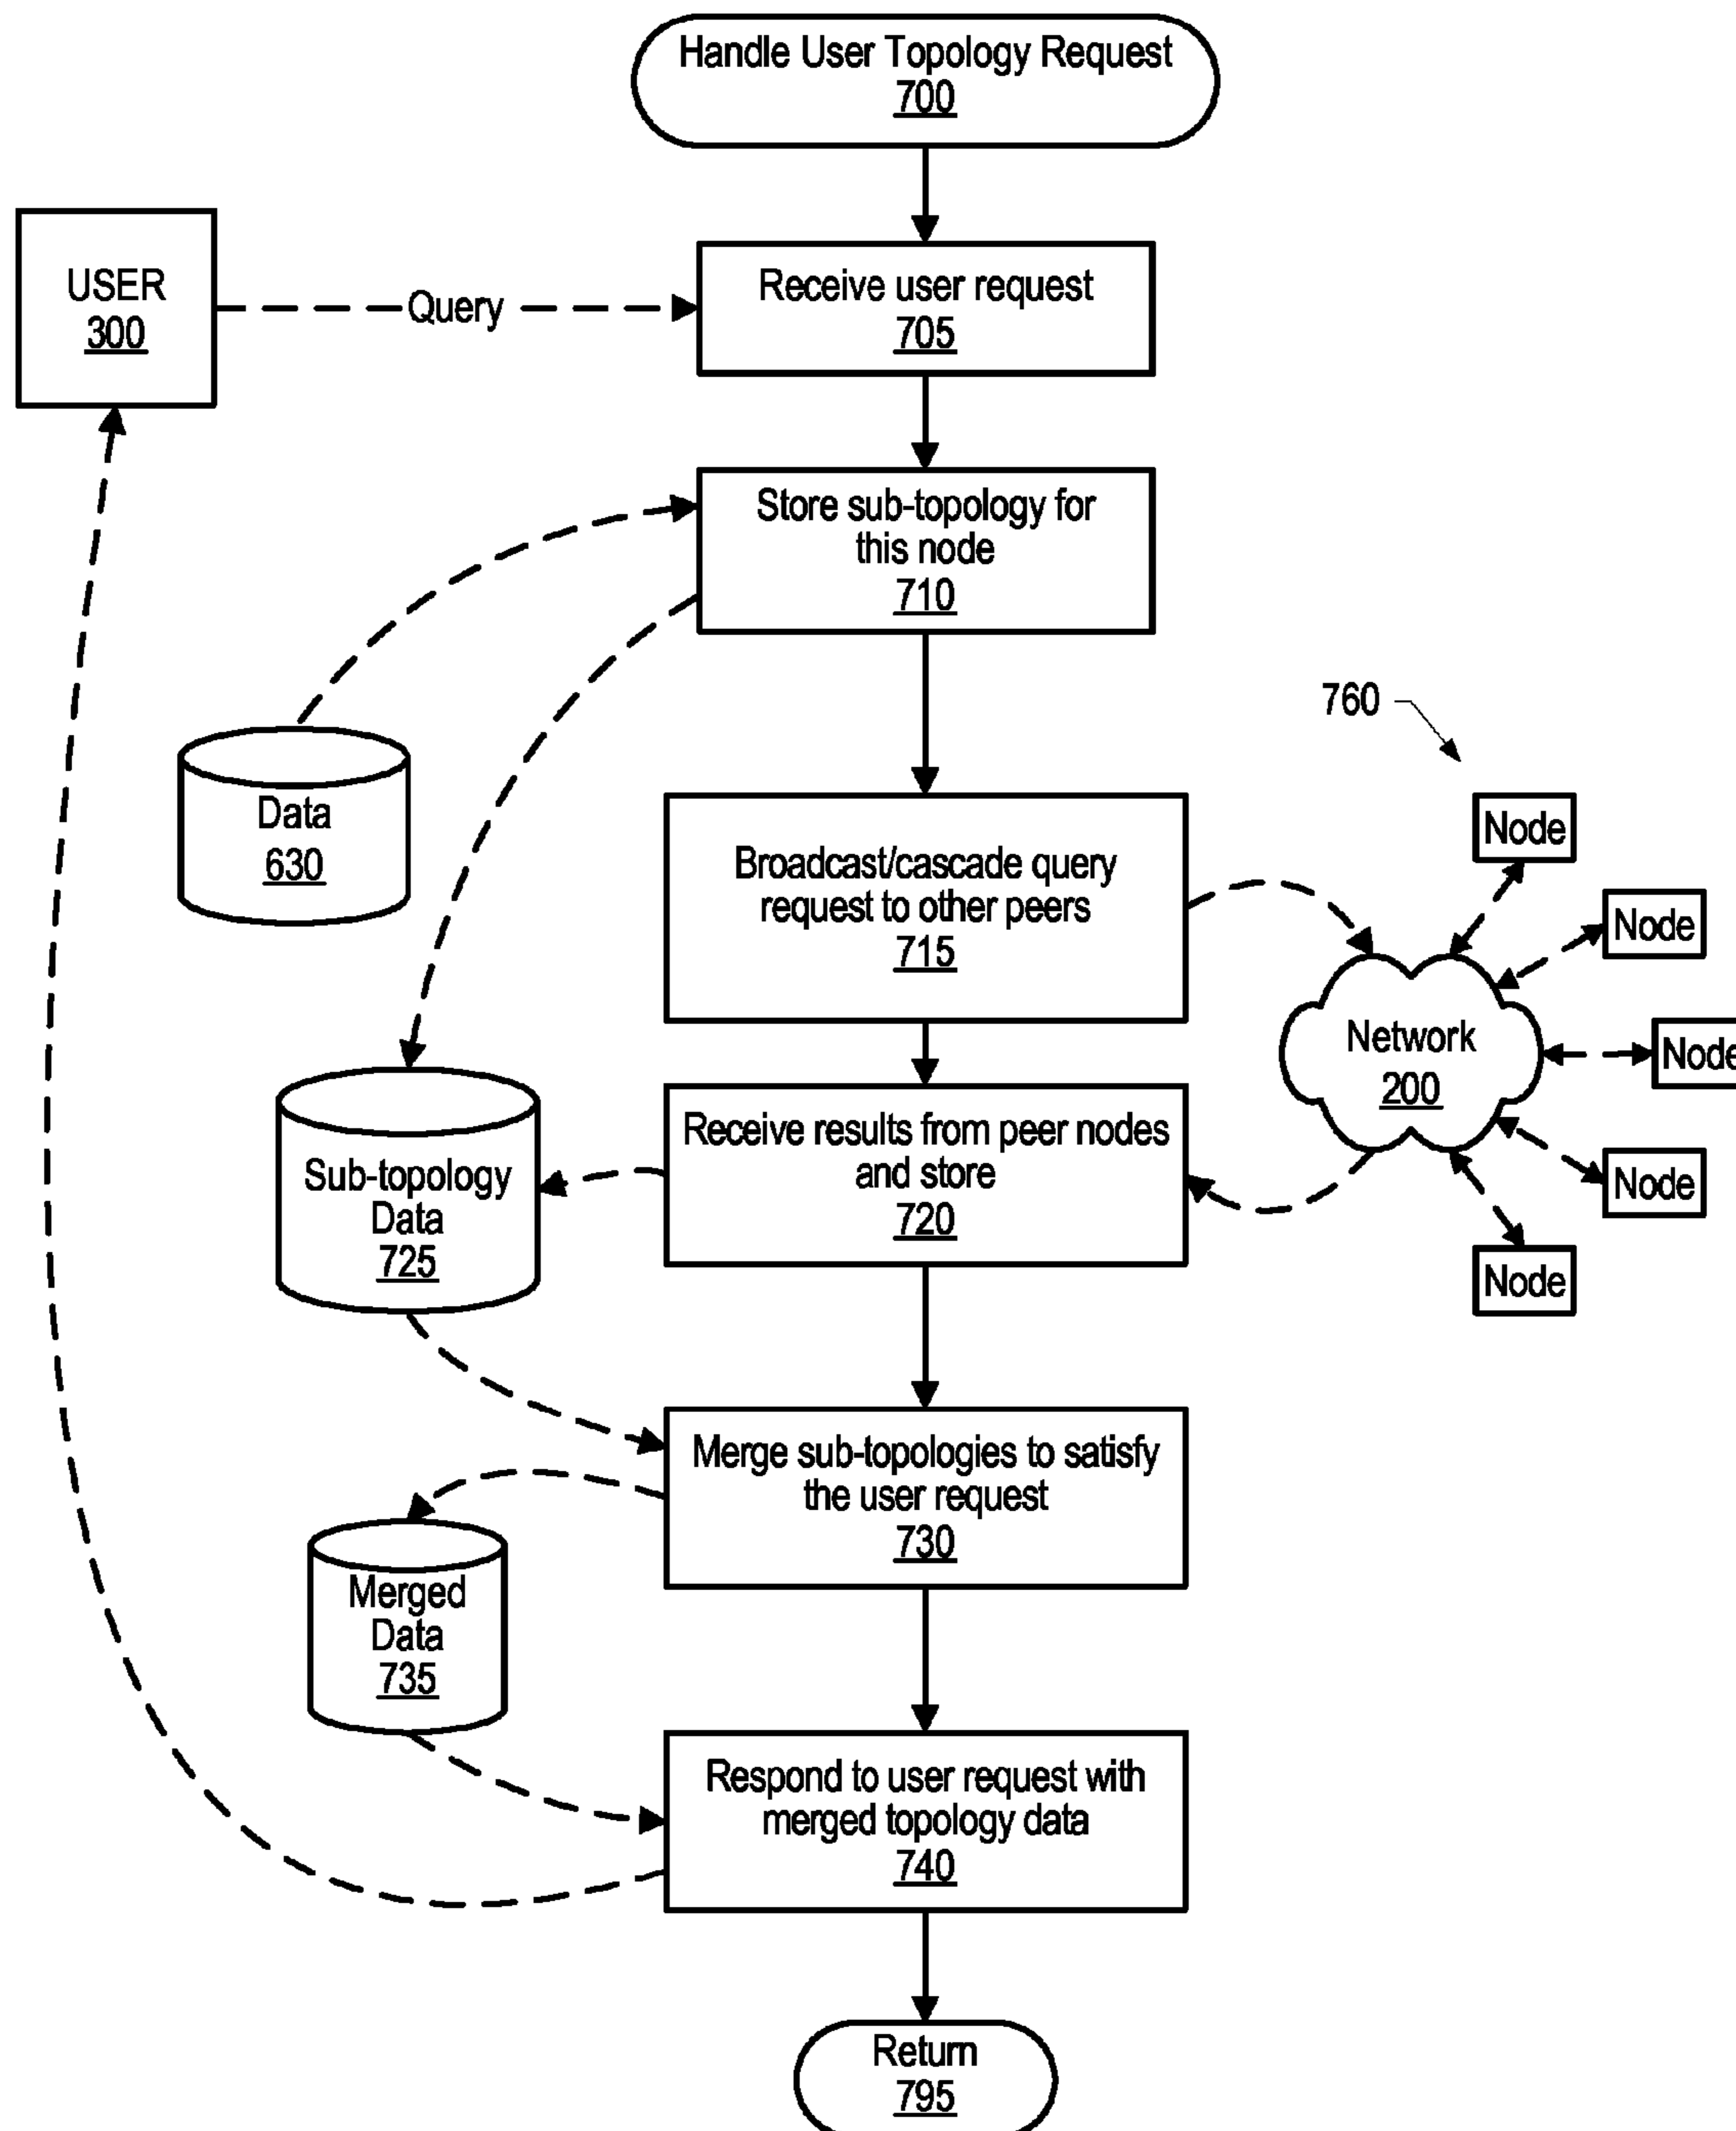 Handle User Topology Request
700
USER
300
Query
Receive user request
705
Store sub-topology for
this node
710
760
Data
630
Node
Broadcast/cascade query
request to other peers
715
Node
Network
200
Node
Receive results from peer nodes
and store
720
Sub-topology
Data
725
Node
Node
Merge sub-topologies to satisfy
the user request
730
Merged
Data
735
Respond to user request with
merged topology data
740
Return
795